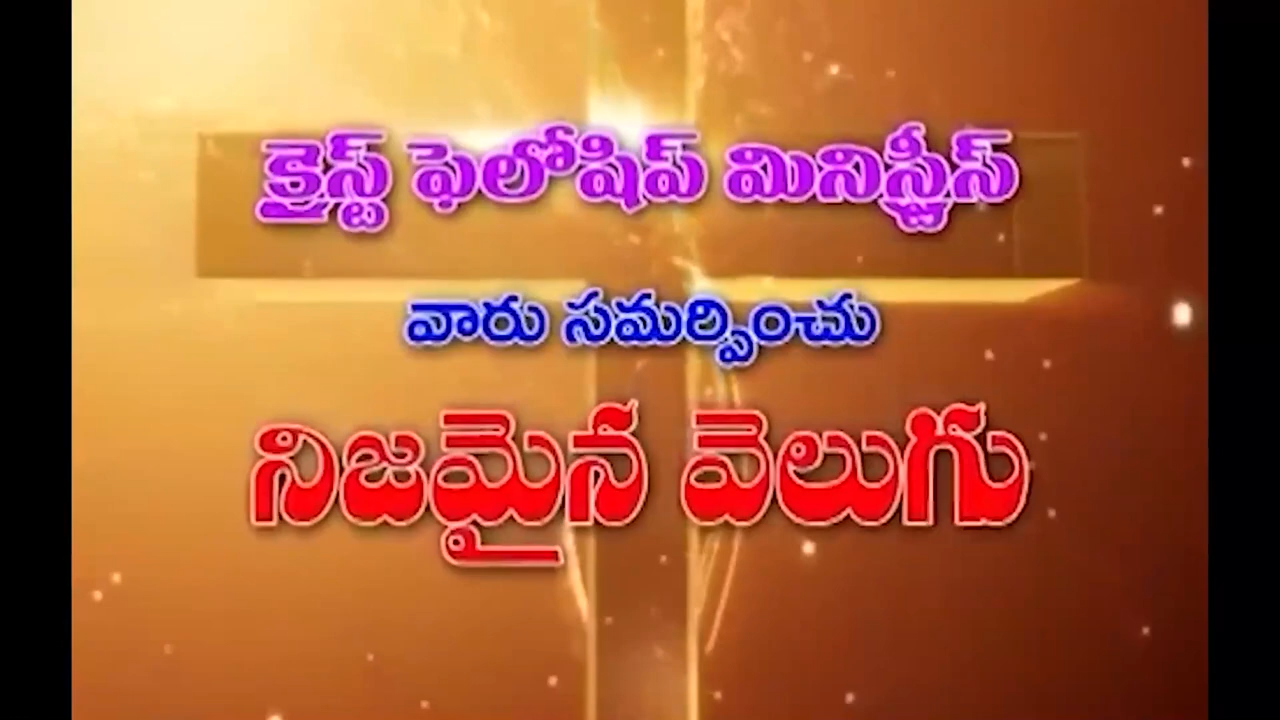 క్రైస్ట్ ఫెలోషిప్ మినిస్ట్రీస్
వారు సమర్పించు
నిజమైన వెలుగు